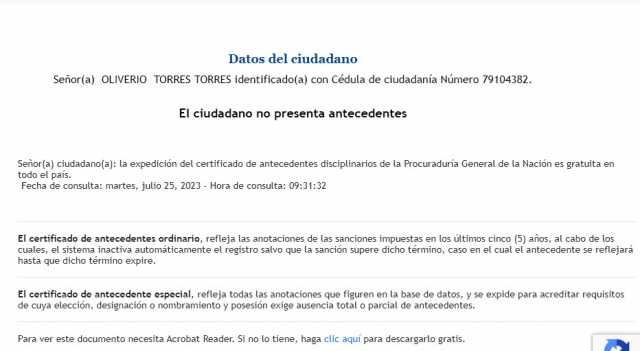 Datos del ciudadano
Señor(a) OLIVERIO TORRES TORRES identificado(a) con Cédula de ciudadanía Número 79104382.
El ciudadano no presenta antecedentes
Señor(a) ciudadano(a): la expedición del certificado de antecedentes disciplinarios de la Procuraduría General de la Nación es gratuita en
todo el país.
Fecha de consulta: martes, julio 25, 2023 - Hora de consulta: 09:31:32
El certificado de antecedentes ordinario, refleja las anotaciones de las sanciones impuestas en los últimos cinco (5) años, al cabo de los
cuales, el sistema inactiva automáticamente el registro salvo que la sanción supere dicho término, caso en el cual el antecedente se reflejará
hasta que dicho término expire.
El certificado de antecedente especial, refleja todas las anotaciones que figuren en la base de datos, y se expide para acreditar requisitos
de cuya elección, designación o nombramiento y posesión exige ausencia total o parcial de antecedentes.
Para ver este documento necesita Acrobat Reader. Si no lo tiene, haga clic aquí para descargarlo gratis.